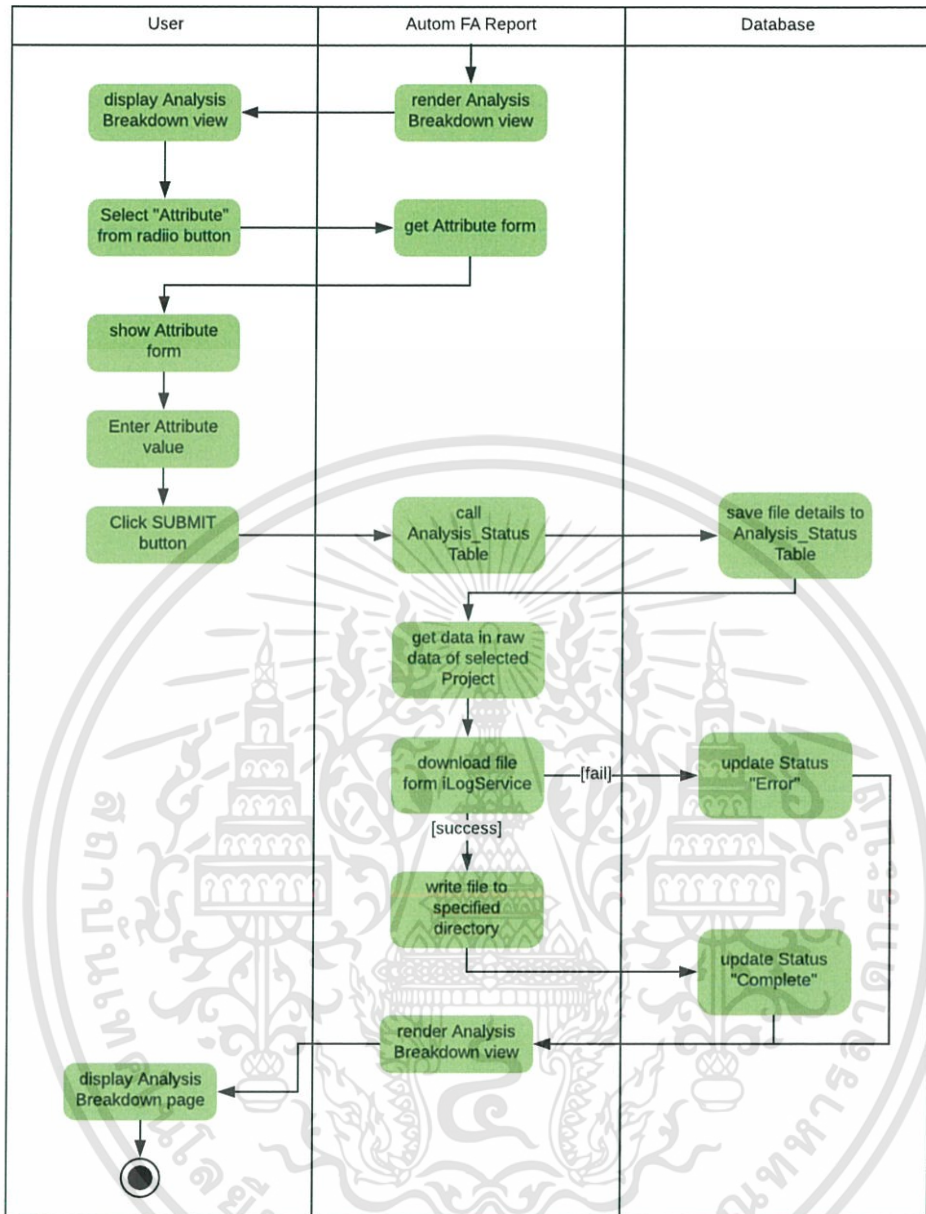 User
Autom FA Report
Database
display Analysis
Breakdown view
render Analysis
Breakdown view
Select "Attribute"
from radiio button
get Attribute form
show Attribute
form
Enter Attribute
value
Click SUBMIT
button
call
Analysis_Status
Table
save file details to
Analysis_Status
Table
get data in raw
data of selected
Project
download file
form iLogService
[fail]
update Status
"Error"
[success]
write file to
specified
directory
update Status
"Complete"
render Analysis
Breakdown view
display Analysis
Breakdown page